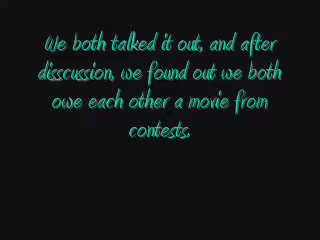 We both talked it out, and after
disscussion, we found out we both
owe each other a movie from
contests.